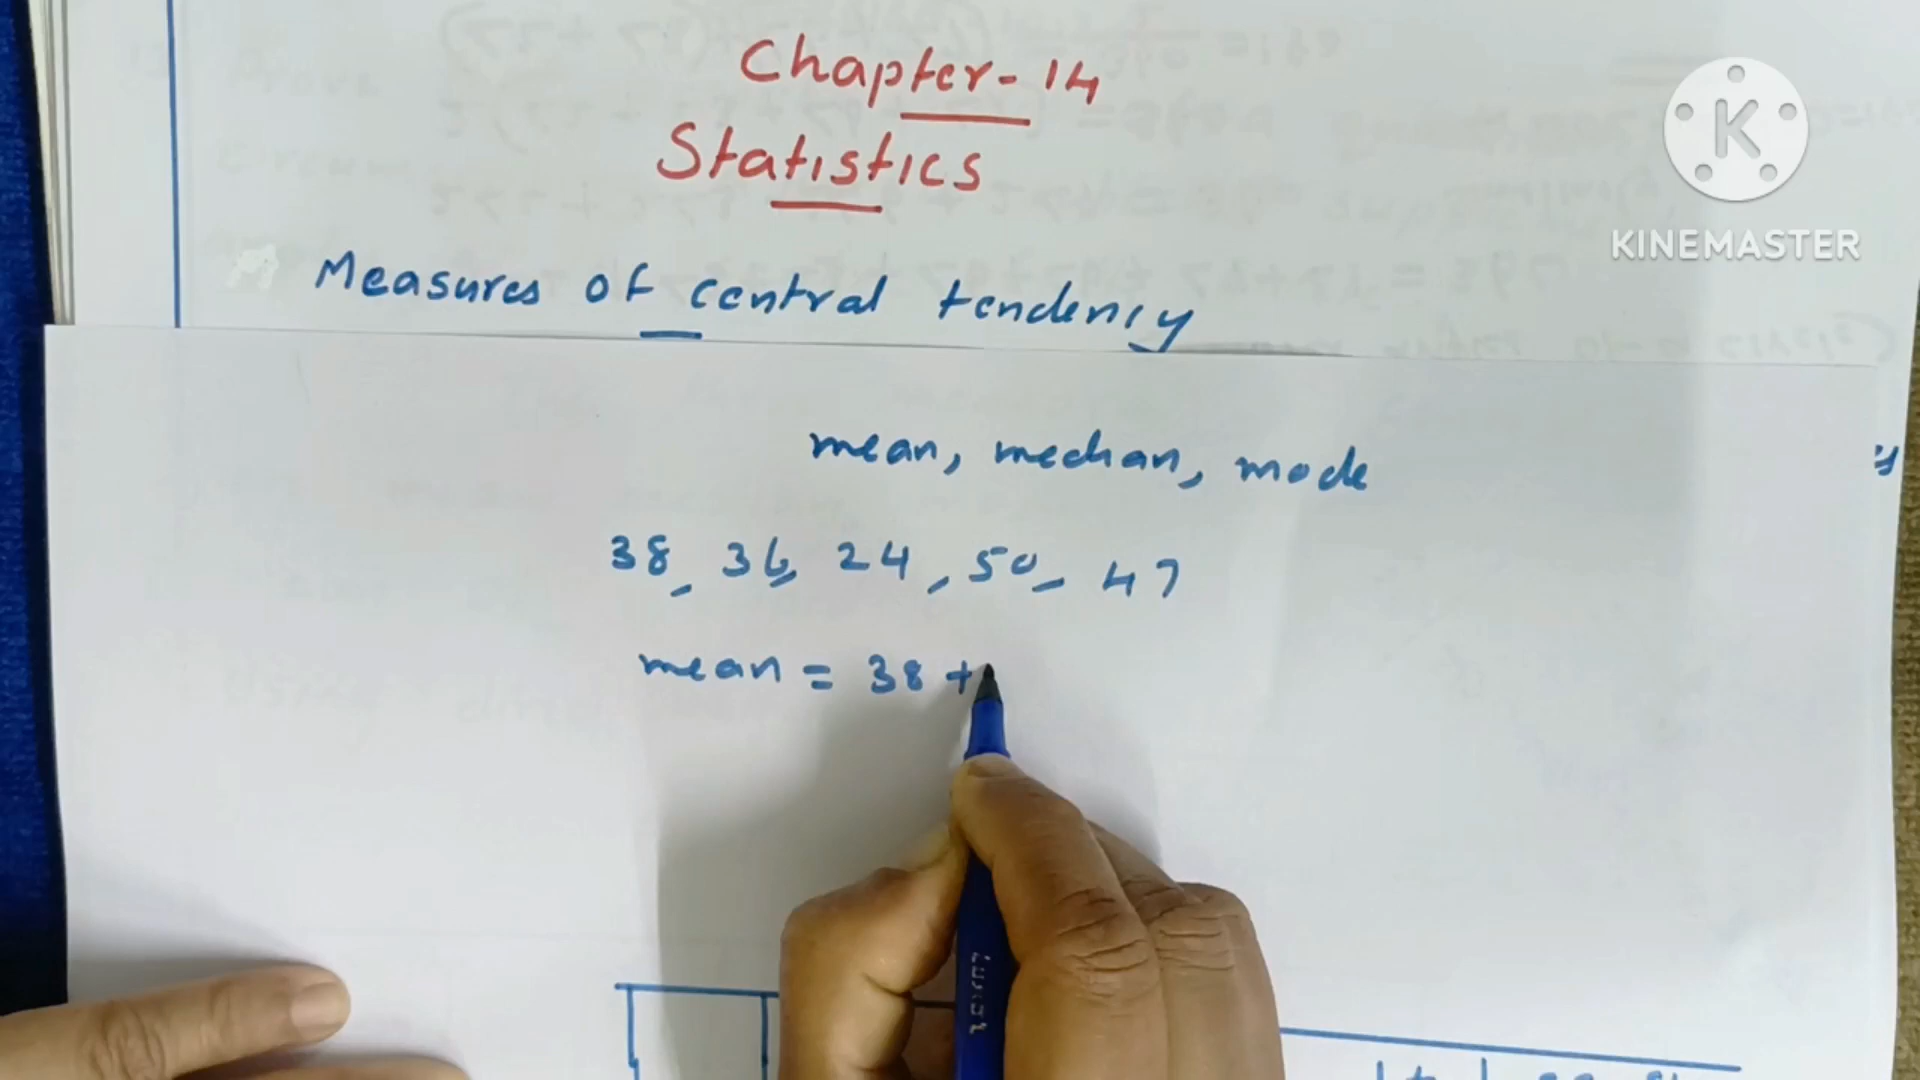 Chapter-14
Statistics
Measures of central tendency
mean, median, mode
38, 36, 24, 50, 47
mean = 38 +
KINEMASTER